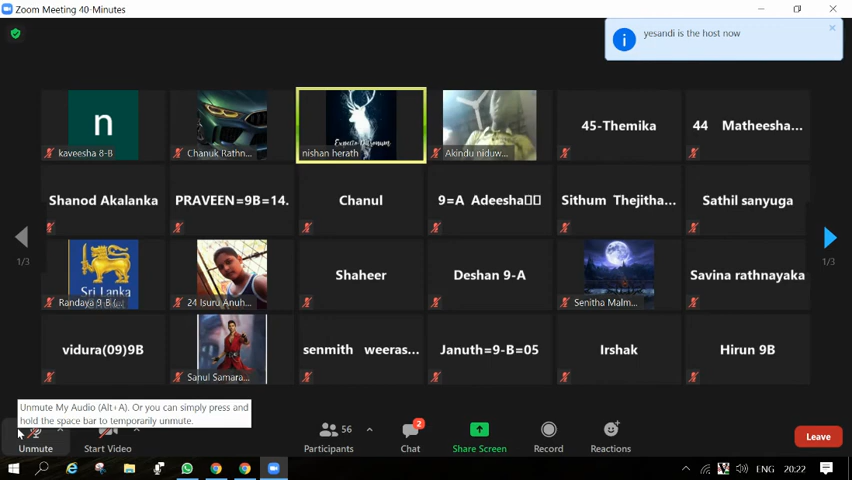 Zoom Meeting 40-Minutes
yesandi is the host now
n
kaveesha 8-B
Chanuk Rathn...
Expecto Patronum
nishan herath
Akindu niduw...
45-Themika
44 Matheesha...
Shanod Akalanka
PRAVEEN=9B=14.
Chanul
9=A Adeesha
Sithum Thejitha...
Sathil sanyuga
1/3
1/3
Sri Lanka
Randaya 9-B (...
24 Isuru Anuh...
Shaheer
Deshan 9-A
Senitha Malm...
Savina rathnayaka
vidura(09)9B
Sanul Samara...
senmith weeras...
Januth=9-B=05
Irshak
Hirun 9B
Unmute My Audio (Alt+A). Or you can simply press and
hold the space bar to temporarily unmute.
Unmute
Start Video
56
Participants
2
Chat
Share Screen
Record
Reactions
Leave
ENG
20:22